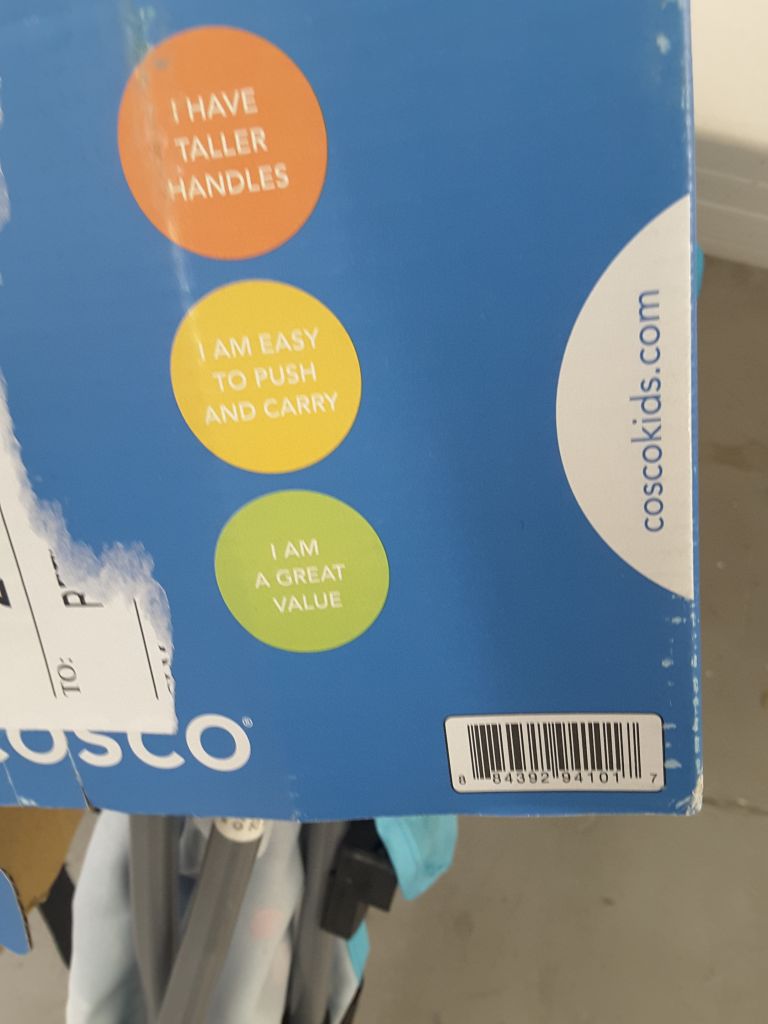 I HAVE
TALLER
HANDLES
I AM EASY
TO PUSH
AND CARRY
I AM
A GREAT
VALUE
coscokids.com
TO:
COSCO®
8 84392 94101 7